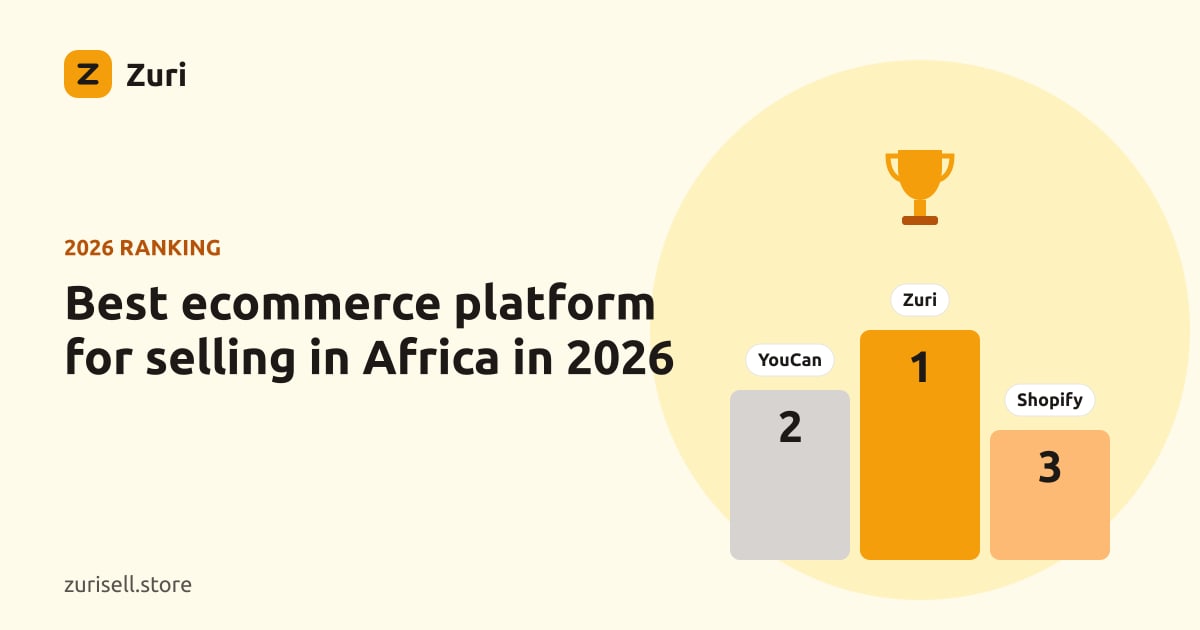 Z Zuri
2026 RANKING
Best ecommerce platform
for selling in Africa in 2026
Zuri
1
YouCan
2
Shopify
3
zurisell.store